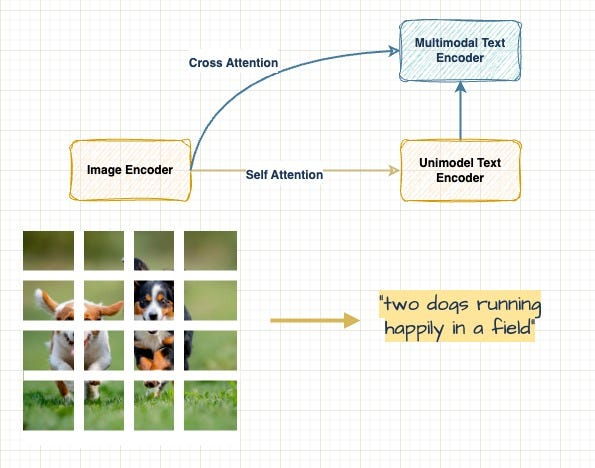 Multimodal Text
Encoder
Cross Attention
Image Encoder
Self Attention
Unimodel Text
Encoder
"two dogs running
happily in a field"